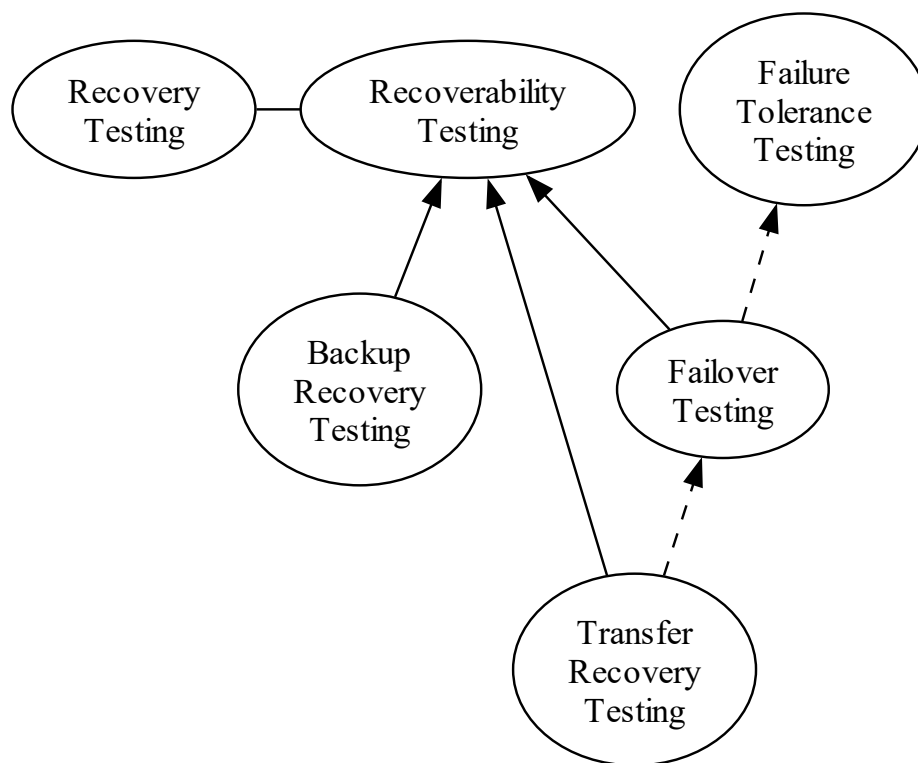 Recovery
Testing
Recoverability
Testing
Failure
Tolerance
Testing
Backup
Recovery
Testing
Failover
Testing
Transfer
Recovery
Testing